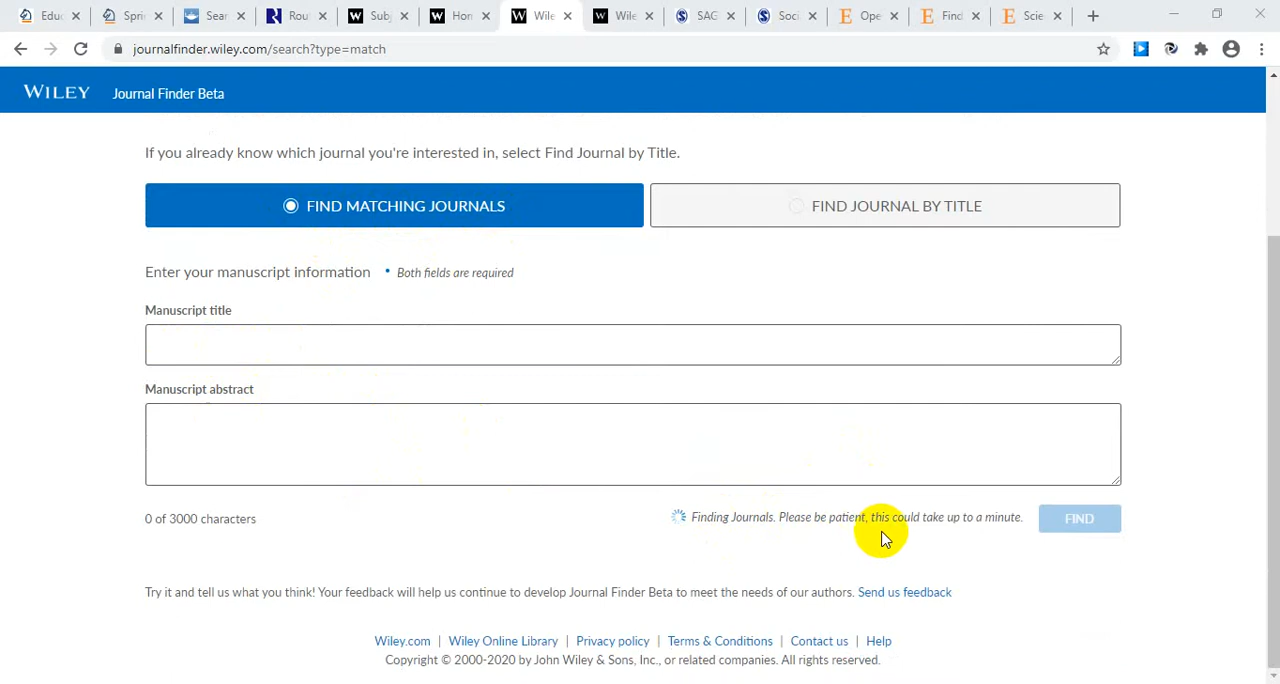 Educ Sprin Sear Rou Subj Hom Wile Wile SAG Soci Ope Find Scie
journalfinder.wiley.com/search?type=match
WILEY Journal Finder Beta
If you already know which journal you're interested in, select Find Journal by Title.
FIND MATCHING JOURNALS FIND JOURNAL BY TITLE
Enter your manuscript information • Both fields are required
Manuscript title
Manuscript abstract
0 of 3000 characters Finding Journals. Please be patient, this could take up to a minute. FIND
Try it and tell us what you think! Your feedback will help us continue to develop Journal Finder Beta to meet the needs of our authors. Send us feedback
Wiley.com | Wiley Online Library | Privacy policy | Terms & Conditions | Contact us | Help
Copyright © 2000-2020 by John Wiley & Sons, Inc., or related companies. All rights reserved.